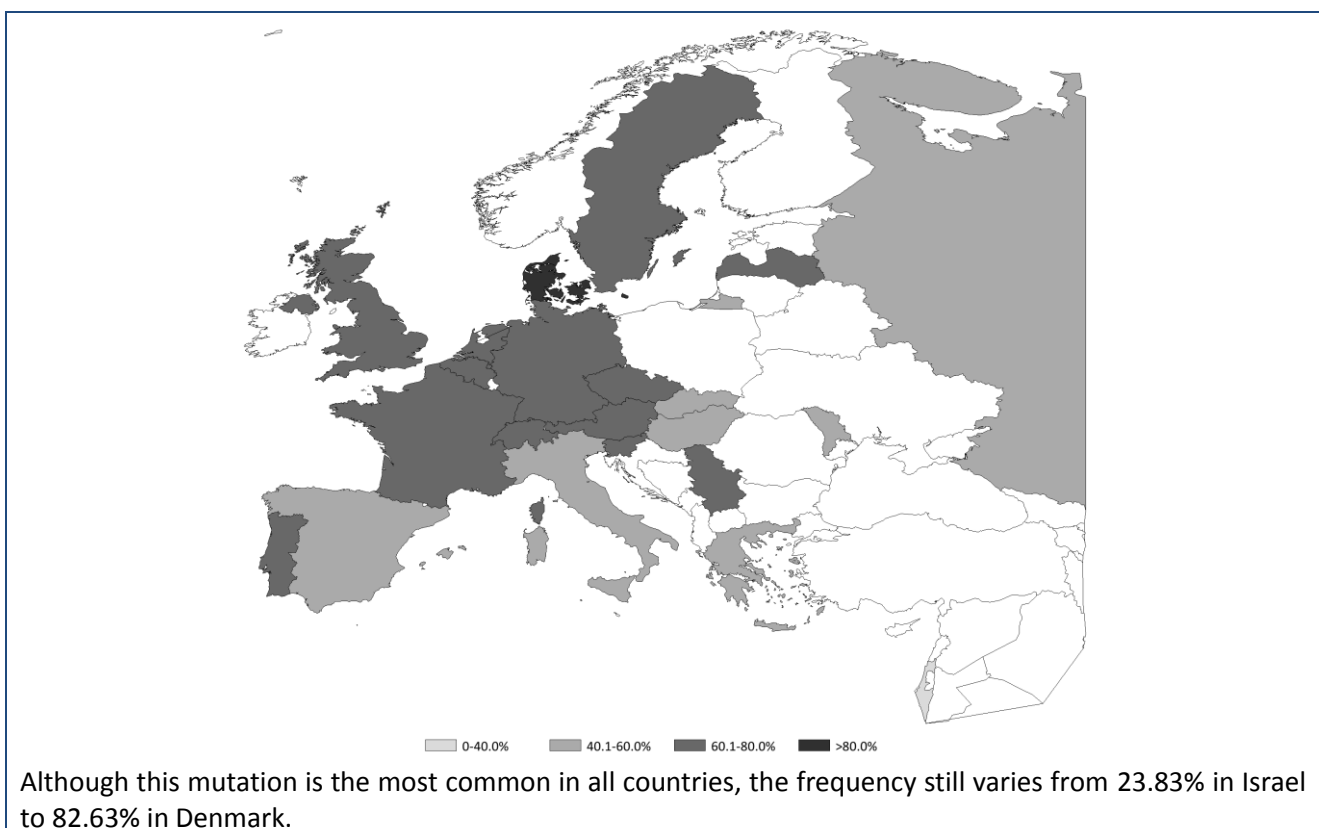 0-40.0% 40.1-60.0% 60.1-80.0% >80.0%
Although this mutation is the most common in all countries, the frequency still varies from 23.83% in Israel
to 82.63% in Denmark.